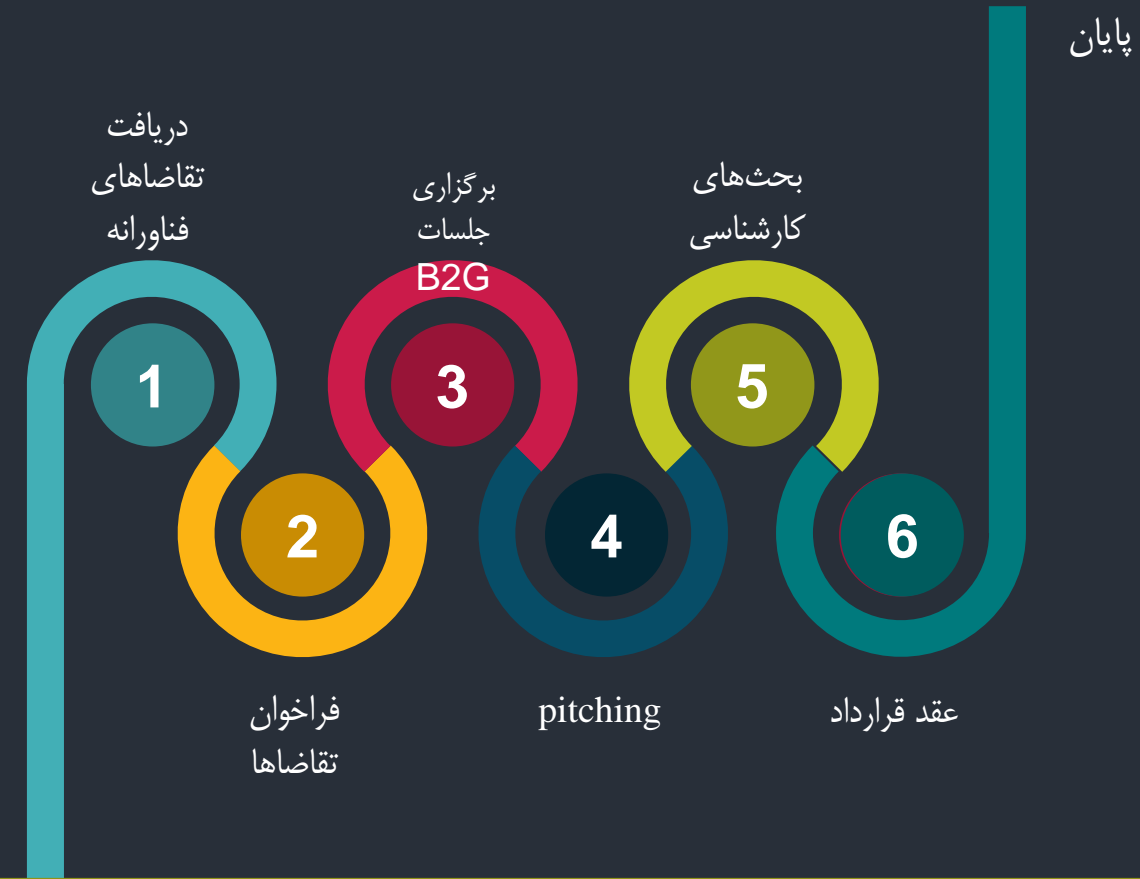 پایان
دریافت
تقاضاهای
فناورانه
1
فراخوان
تقاضاها
2
برگزاری
جلسات
B2G
3
pitching
4
بحث‌های
کارشناسی
5
عقد قرارداد
6